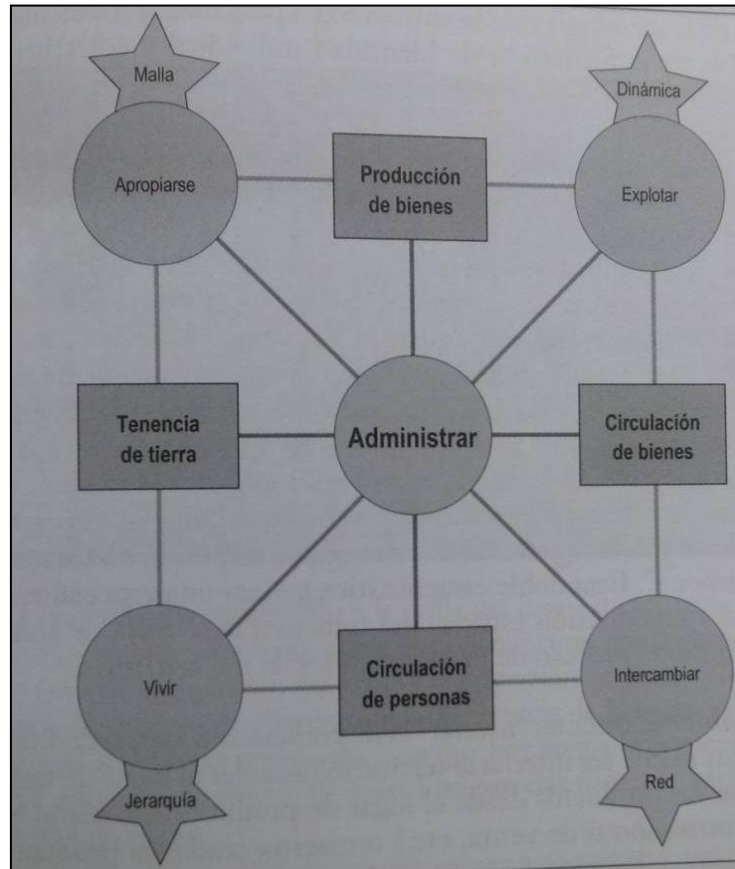 Malla
Dinámica
Apropiarse
Producción
de bienes
Explotar
Tenencia
de tierra
Administrar
Circulación
de bienes
Vivir
Circulación
de personas
Intercambiar
Jerarquía
Red